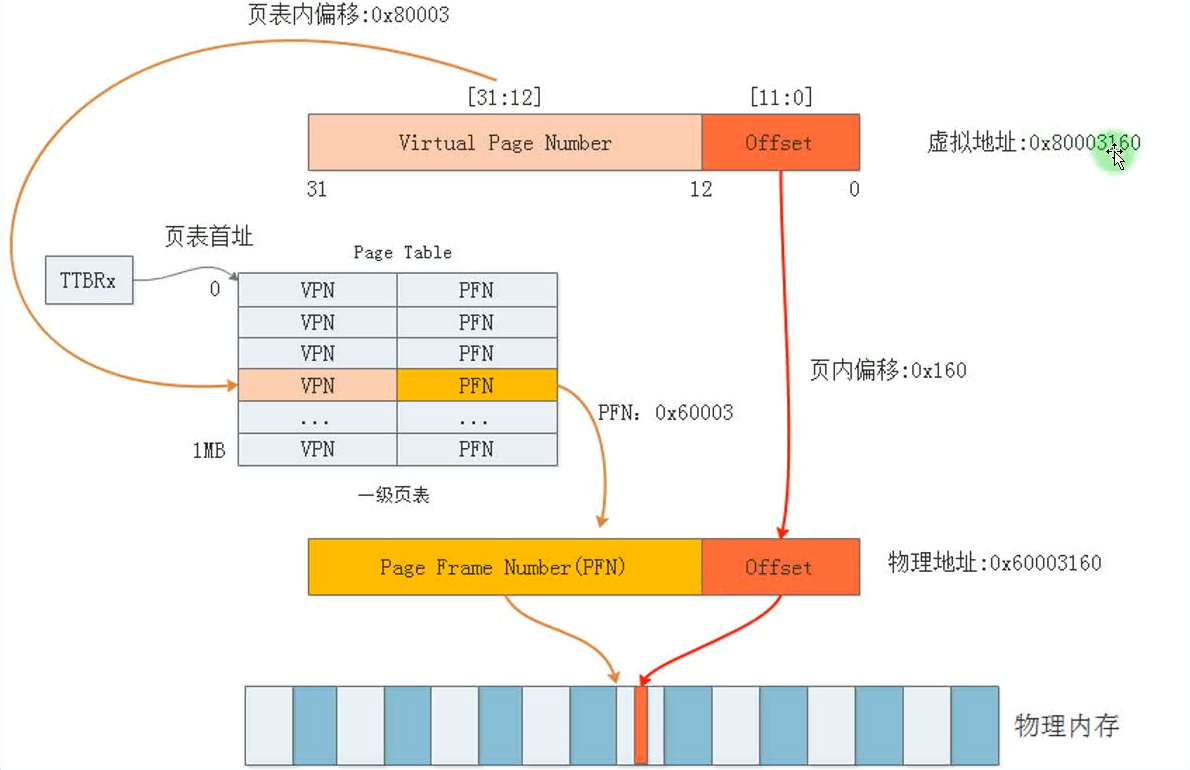 页表内偏移:0x80003
[31:12] [11:0]
Virtual Page Number Offset
虚拟地址:0x80003160
31 12 0
页表首址
Page Table
TTBRx
0
VPN PFN
VPN PFN
VPN PFN
VPN PFN
... ...
1MB VPN PFN
页内偏移:0x160
PFN: 0x60003
一级页表
Page Frame Number(PFN) Offset
物理地址:0x60003160
物理内存